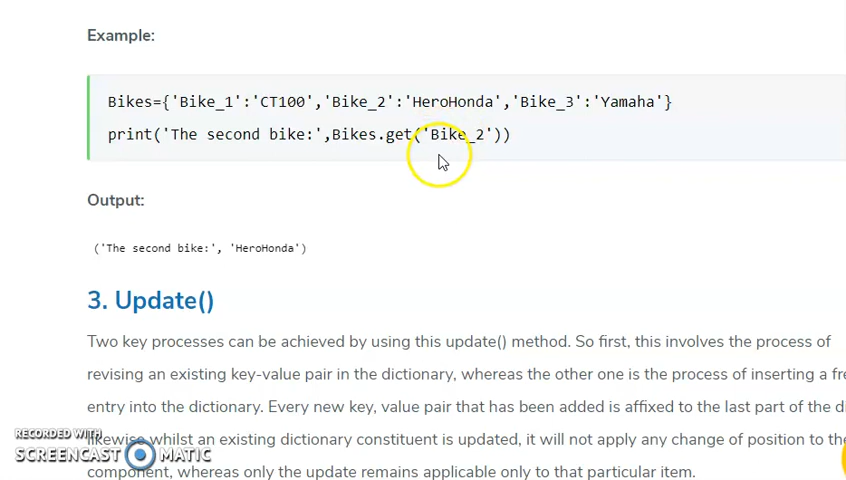 Example:
Bikes={'Bike_1':'CT100','Bike_2':'HeroHonda','Bike_3':'Yamaha'}
print('The second bike:',Bikes.get('Bike_2'))
Output:
('The second bike:', 'HeroHonda')
3. Update()
Two key processes can be achieved by using this update() method. So first, this involves the process of
revising an existing key-value pair in the dictionary, whereas the other one is the process of inserting a
entry into the dictionary. Every new key, value pair that has been added is affixed to the last part of the
likewise whilst an existing dictionary constituent is updated, it will not apply any change of position to
component, whereas only the update remains applicable only to that particular item.
RECORDED WITH
SCREENCAST MATIC